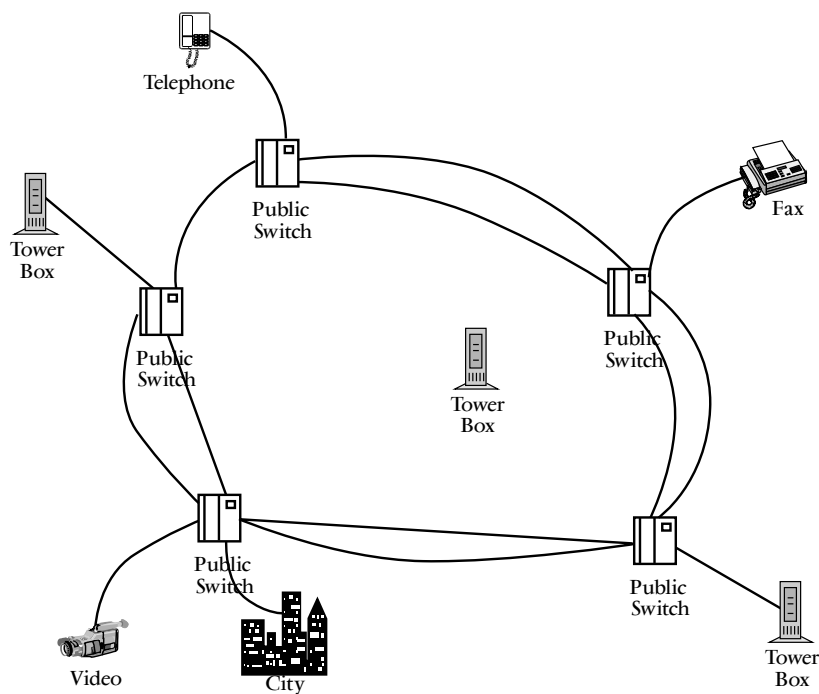 Telephone
Public
Switch
Fax
Tower
Box
Public
Switch
Public
Switch
Tower
Box
Public
Switch
Public
Switch
Video
City
Tower
Box